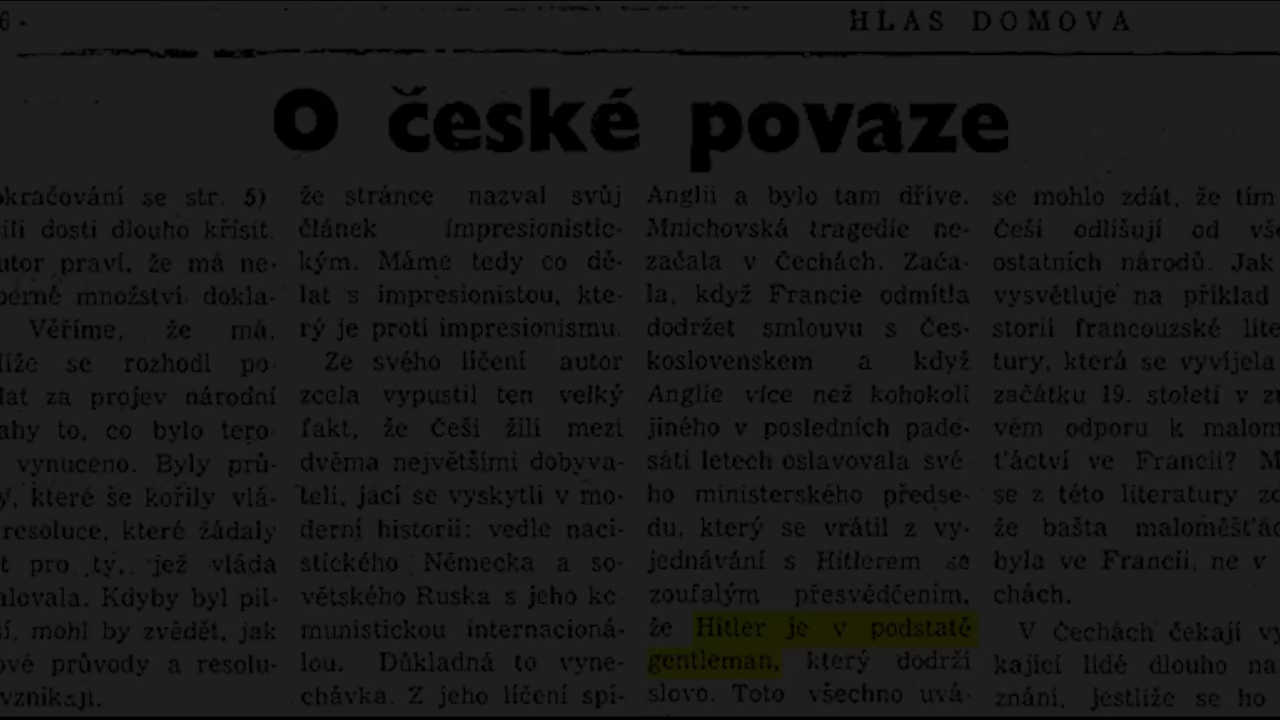 6 -
HLAS DOMOVA
O české povaze
okračování se str. 5)
ili dosti dlouho křísit.
utor praví, že má ne-
běrné množství dokla-
Věříme, že má.
liže se rozhodl po-
at za projev národní
ahy to, co bylo tero-
vynuceno. Byly prů-
y, které se kořily vlá-
resoluce, které žádaly
t pro ty, jež vláda
alovala. Kdyby byl pil-
í, mohl by zvědět, jak
ové průvody a resolu-
vznikají.
že stránce nazval svůj
článek impresionistic-
kým. Máme tedy co dě-
lat s impresionistou, kte-
rý je proti impresionismu.
Ze svého líčení autor
zcela vypustil ten velký
fakt, že Češi žili mezi
dvěma největšími dobyva-
teli, jací se vyskytli v mo-
derní historii: vedle naci-
stického Německa a so-
větského Ruska s jeho ko
munistickou internacioná-
lou. Důkladná to vyne-
chávka. Z jeho líčení spí-
Anglii a bylo tam dříve.
Mnichovská tragedie ne-
začala v Čechách. Zača-
la, když Francie odmítla
dodržet smlouvu s Čes-
koslovenskem a když
Anglie více než kohokoli
jiného v posledních pade-
sáti letech oslavovala své-
ho ministerského předse-
du, který se vrátil z vy-
jednávání s Hitlerem se
zoufalým přesvědčením,
že Hitler je v podstatě
gentleman, který dodrží
slovo. Toto všechno uvá-
se mohlo zdát, že tím
Češi odlišují od vš
ostatních národů. Jak
vysvětluje na příklad
storii francouzské lite
tury, která se vyvíjela
začátku 19. století v zu
vém odporu k malom
ťáctví ve Francii? M
se z této literatury zd
že bašta maloměšťác
byla ve Francii, ne v
chách.
V Čechách čekají vy
kající lidé dlouho na
znání, jestliže se ho